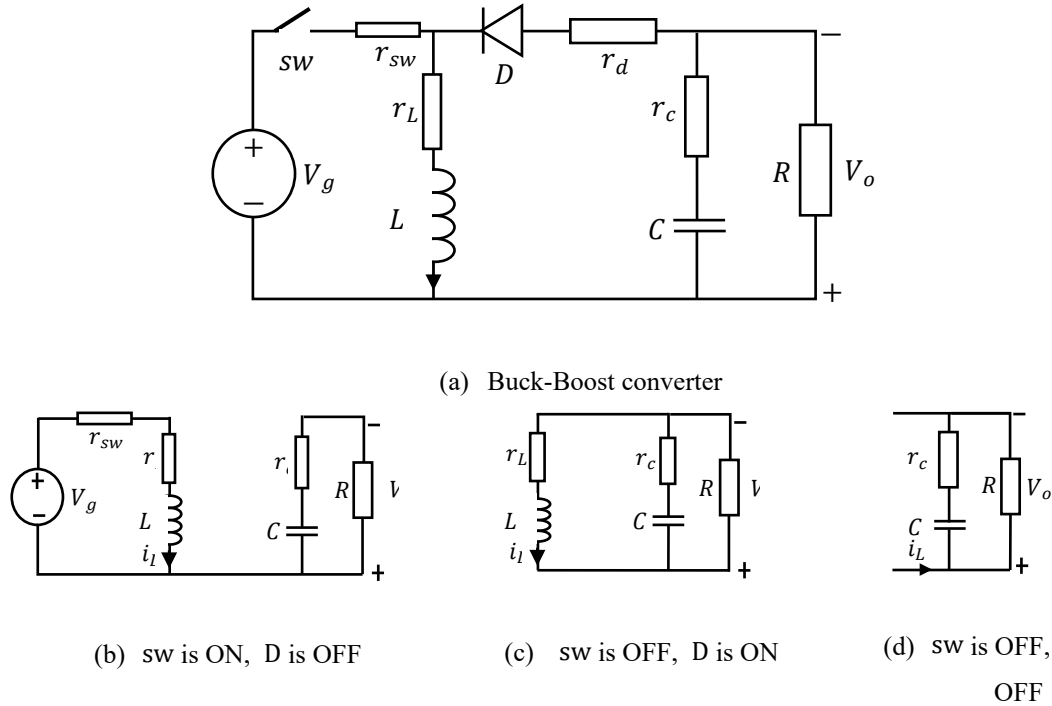 sw
r_sw
D
r_d
−
r_L
r_c
+
−
V_g
L
C
R
V_o
+
(a) Buck-Boost converter
r_sw
r
+
−
V_g
L
i_l
r
C
−
R
V
+
r_L
L
i_l
r_c
C
−
R
V
+
r_c
C
i_L
−
R
V_o
+
(b) sw is ON, D is OFF
(c) sw is OFF, D is ON
(d) sw is OFF,
OFF